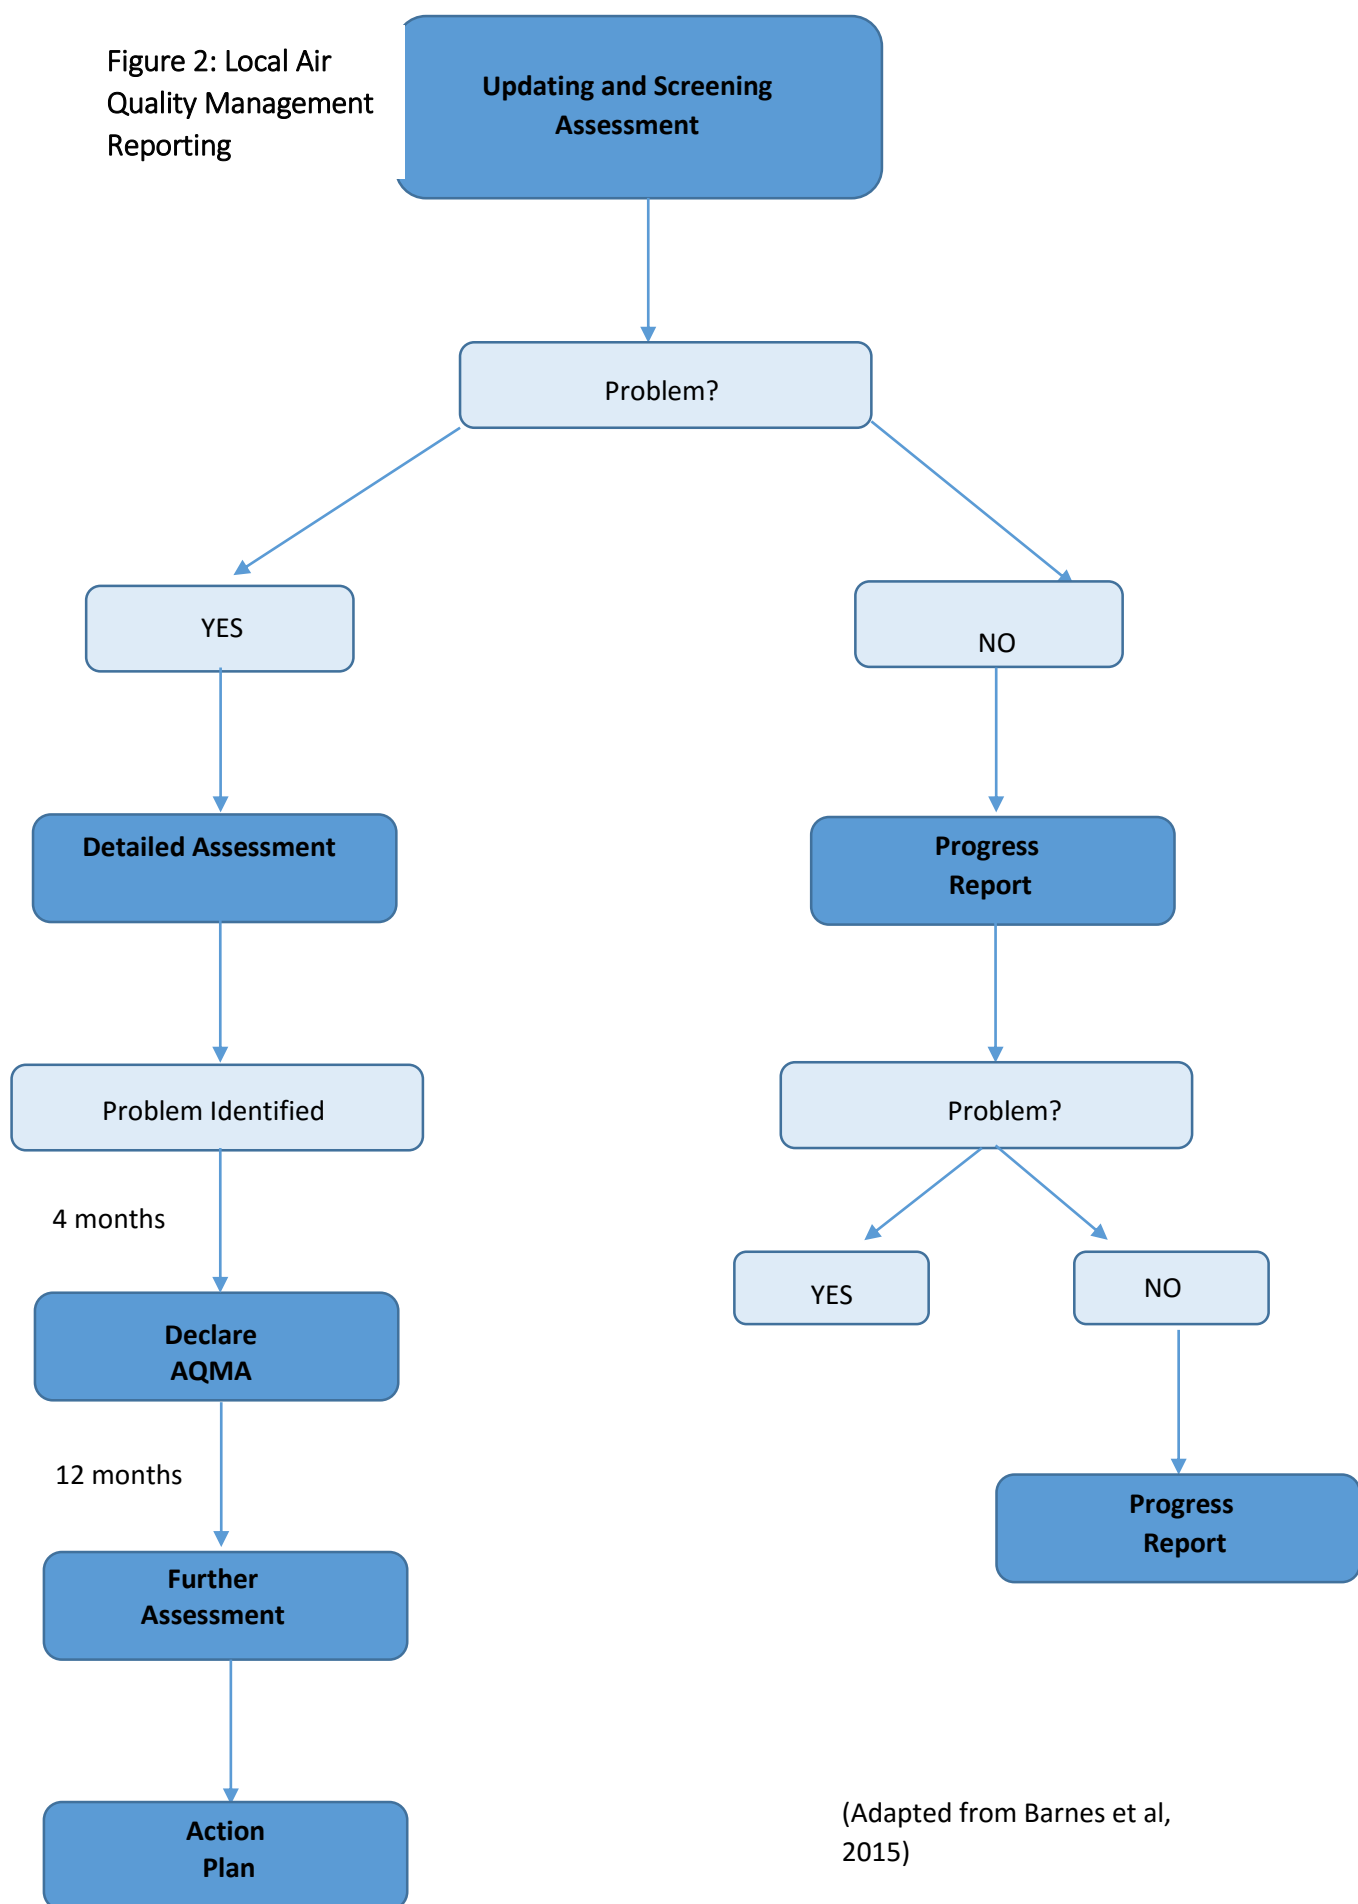 Figure 2: Local Air
Quality Management
Reporting
Updating and Screening
Assessment
Problem?
YES
NO
Detailed Assessment
Progress
Report
Problem Identified
Problem?
4 months
YES
NO
Declare
AQMA
12 months
Progress
Report
Further
Assessment
Action
Plan
(Adapted from Barnes et al,
2015)